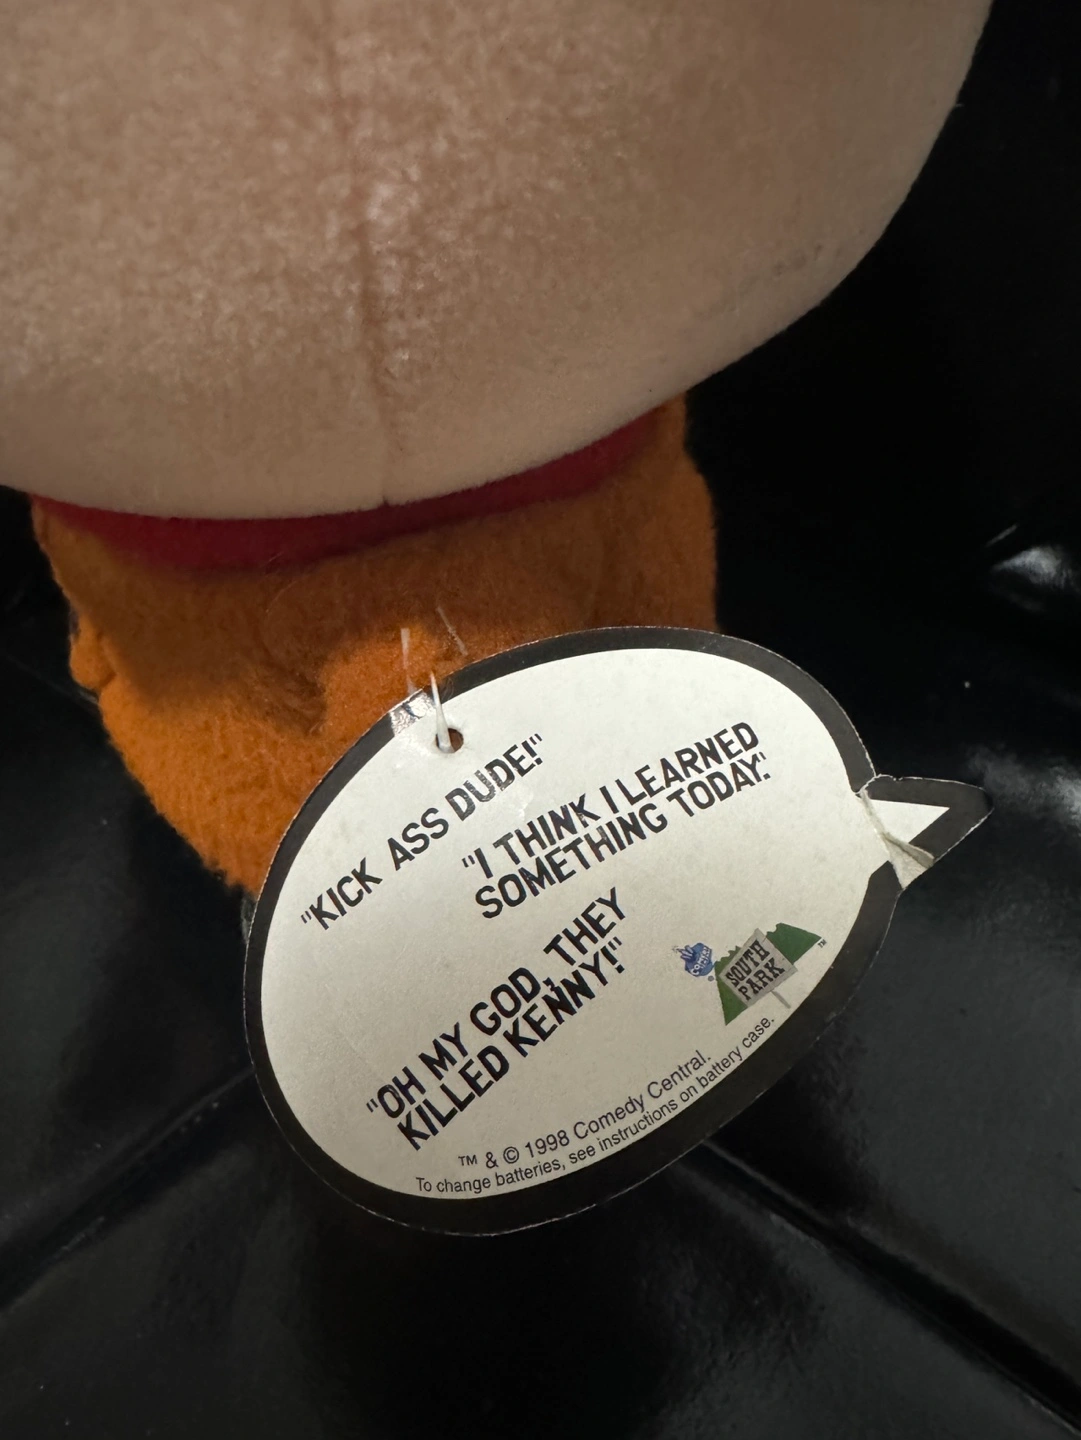 "KICK ASS DUDE!"
"I THINK I LEARNED
SOMETHING TODAY."
"OH MY GOD, THEY
KILLED KENNY!"
COMEDY
SOUTH
PARK
™
™ & © 1998 Comedy Central.
To change batteries, see instructions on battery case.